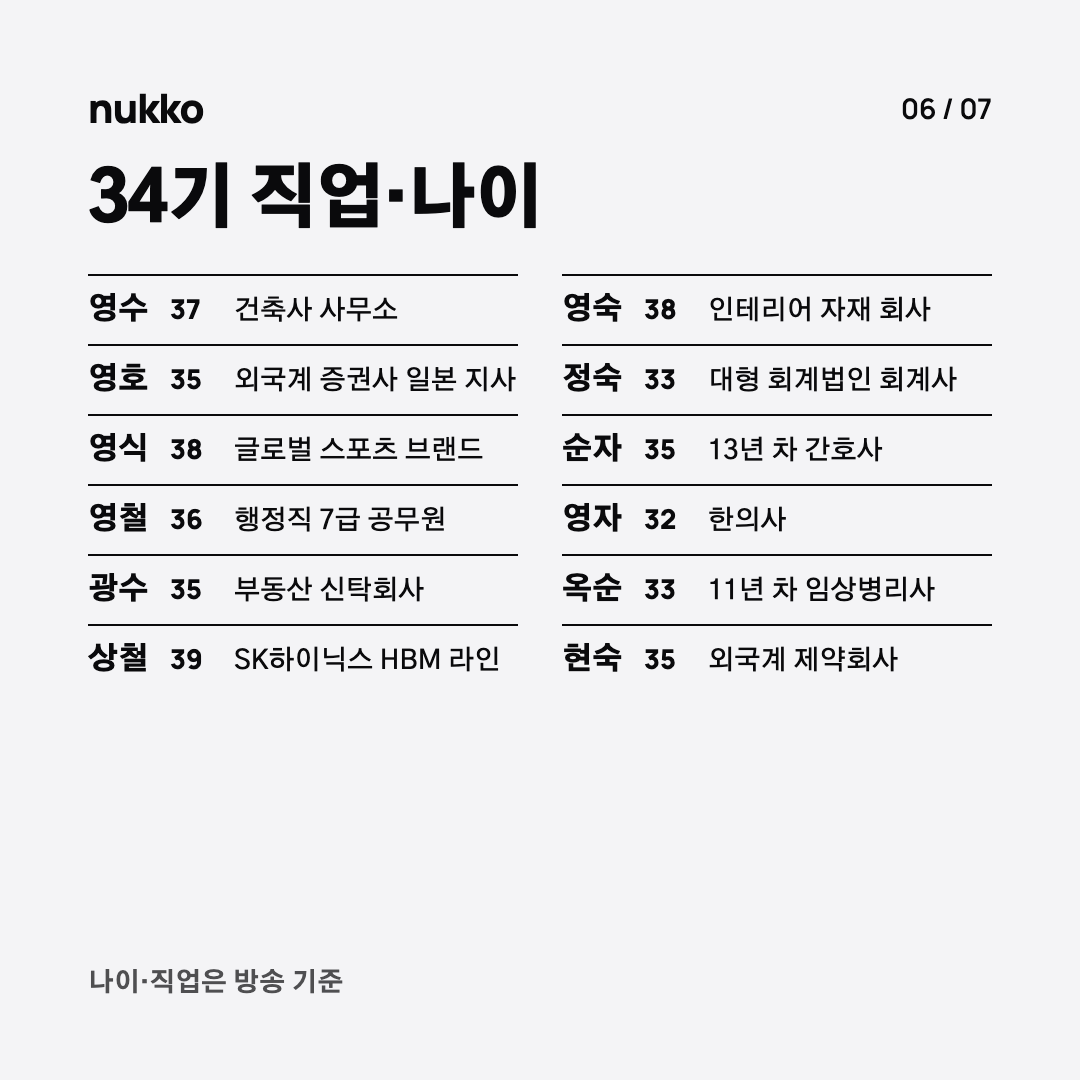 nukko
06 / 07
34기 직업·나이
영수 37 건축사 사무소
영호 35 외국계 증권사 일본 지사
영식 38 글로벌 스포츠 브랜드
영철 36 행정직 7급 공무원
광수 35 부동산 신탁회사
상철 39 SK하이닉스 HBM 라인
영숙 38 인테리어 자재 회사
정숙 33 대형 회계법인 회계사
순자 35 13년 차 간호사
영자 32 한의사
옥순 33 11년 차 임상병리사
현숙 35 외국계 제약회사
나이·직업은 방송 기준